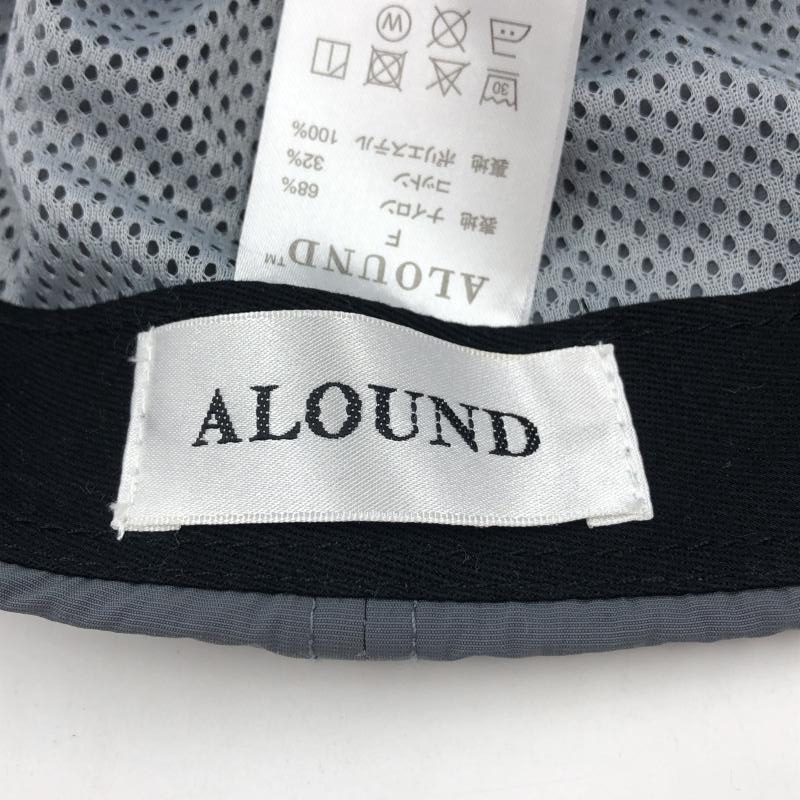 ALOUND
ALOUND™
F
表地 ナイロン 68%
コットン 32%
裏地 ポリエステル 100%
30
W